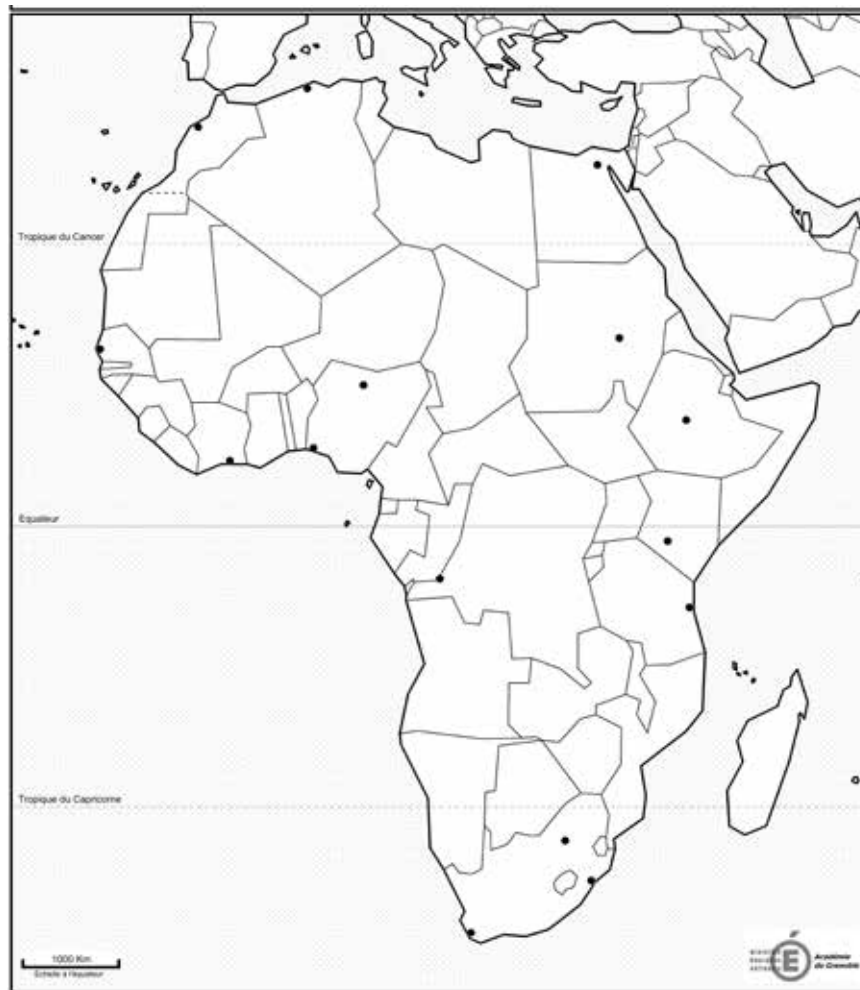 Tropique du Cancer
Equateur
Tropique du Capricorne
1000 Km
Echelle à l'équateur
Académie
de Grenoble